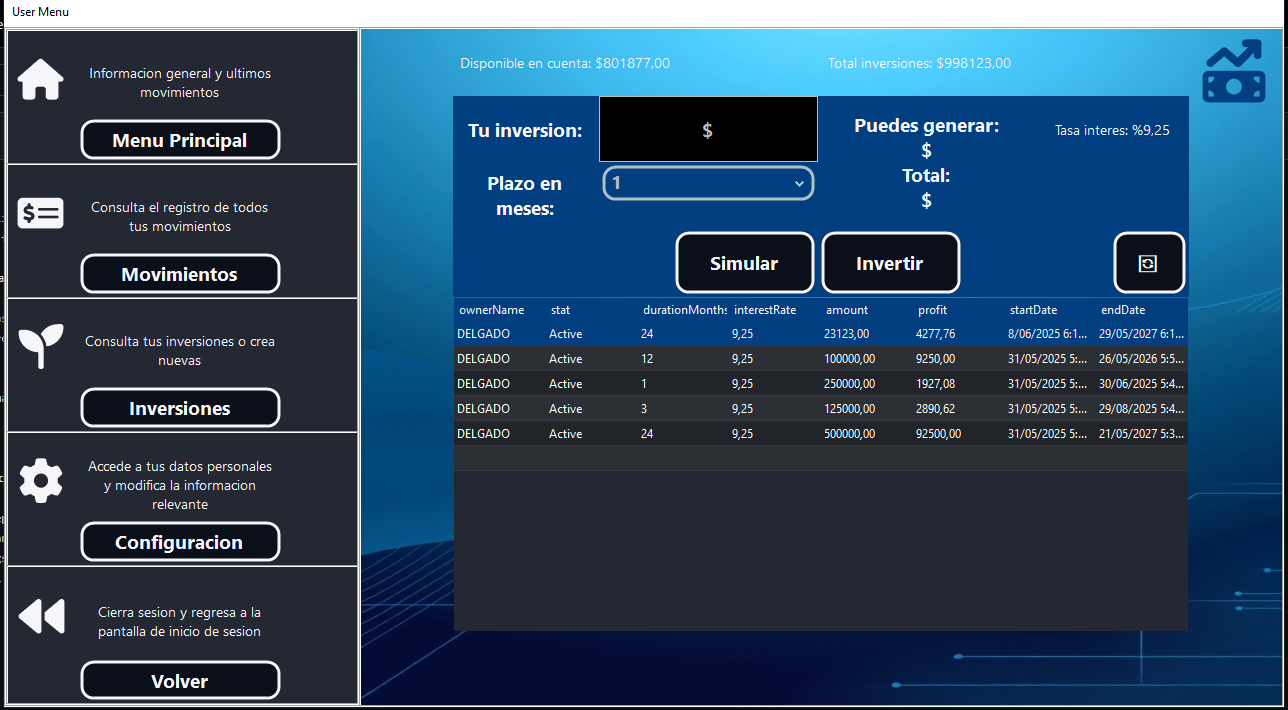 User Menu
Informacion general y ultimos
movimientos
Menu Principal
Consulta el registro de todos
tus movimientos
Movimientos
Consulta tus inversiones o crea
nuevas
Inversiones
Accede a tus datos personales
y modifica la informacion
relevante
Configuracion
Cierra sesion y regresa a la
pantalla de inicio de sesion
Volver
Disponible en cuenta: $801877,00 Total inversiones: $998123,00
Tu inversion: $
Plazo en
meses:
1
Puedes generar:
$
Total:
$
Tasa interes: %9,25
Simular Invertir
ownerName stat durationMonths interestRate amount profit startDate endDate
DELGADO Active 24 9,25 23123,00 4277,76 8/06/2025 6:1... 29/05/2027 6:1...
DELGADO Active 12 9,25 100000,00 9250,00 31/05/2025 5:... 26/05/2026 5:5...
DELGADO Active 1 9,25 250000,00 1927,08 31/05/2025 5:... 30/06/2025 5:4...
DELGADO Active 3 9,25 125000,00 2890,62 31/05/2025 5:... 29/08/2025 5:4...
DELGADO Active 24 9,25 500000,00 92500,00 31/05/2025 5:... 21/05/2027 5:3...